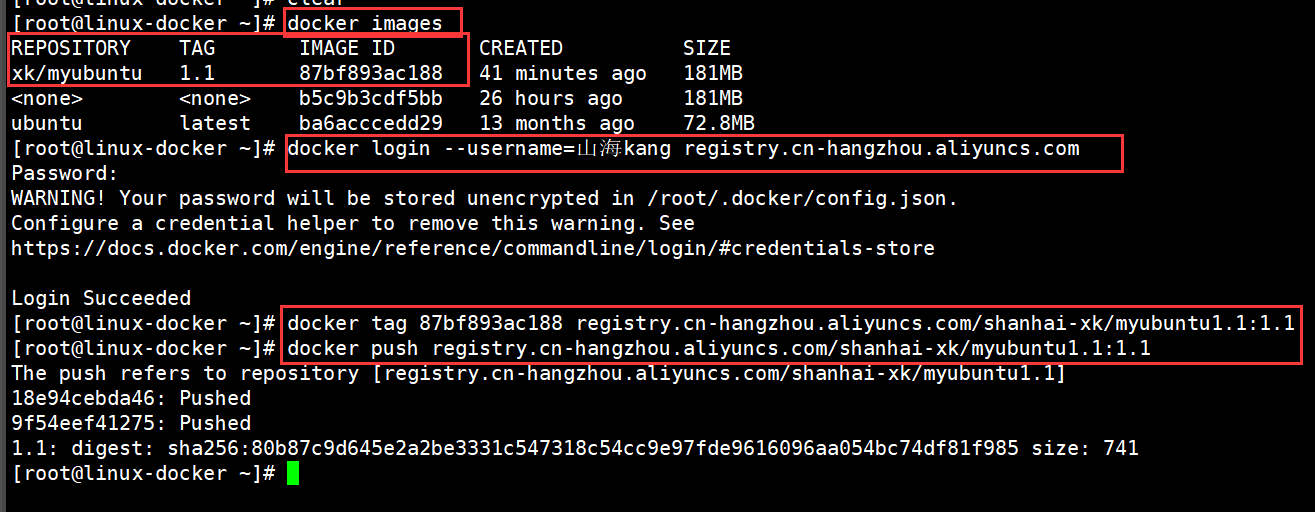 [root@linux-docker ~]# clear
[root@linux-docker ~]# docker images
REPOSITORY    TAG       IMAGE ID       CREATED          SIZE
xk/myubuntu   1.1       87bf893ac188   41 minutes ago   181MB
<none>        <none>    b5c9b3cdf5bb   26 hours ago     181MB
ubuntu        latest    ba6acccedd29   13 months ago    72.8MB
[root@linux-docker ~]# docker login --username=山海kang registry.cn-hangzhou.aliyuncs.com
Password:
WARNING! Your password will be stored unencrypted in /root/.docker/config.json.
Configure a credential helper to remove this warning. See
https://docs.docker.com/engine/reference/commandline/login/#credentials-store

Login Succeeded
[root@linux-docker ~]# docker tag 87bf893ac188 registry.cn-hangzhou.aliyuncs.com/shanhai-xk/myubuntu1.1:1.1
[root@linux-docker ~]# docker push registry.cn-hangzhou.aliyuncs.com/shanhai-xk/myubuntu1.1:1.1
The push refers to repository [registry.cn-hangzhou.aliyuncs.com/shanhai-xk/myubuntu1.1]
18e94cebda46: Pushed
9f54eef41275: Pushed
1.1: digest: sha256:80b87c9d645e2a2be3331c547318c54cc9e97fde9616096aa054bc74df81f985 size: 741
[root@linux-docker ~]#